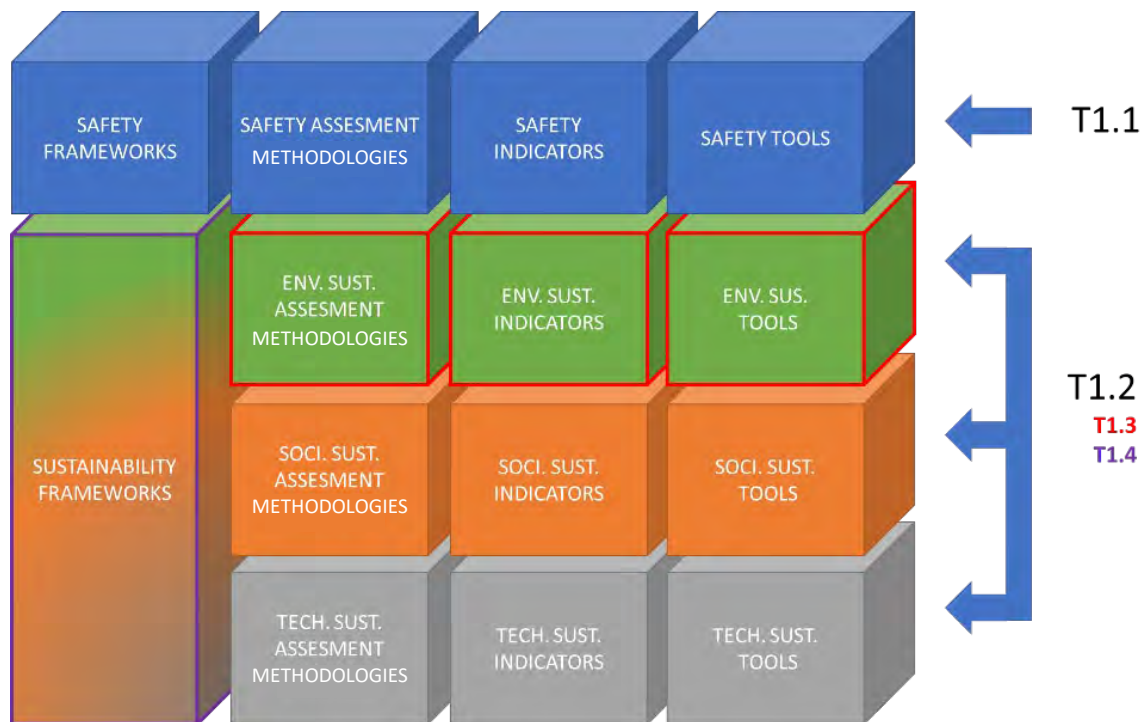 SAFETY
FRAMEWORKS
SAFETY ASSESMENT
METHODOLOGIES
SAFETY
INDICATORS
SAFETY TOOLS
T1.1
ENV. SUST.
ASSESMENT
METHODOLOGIES
ENV. SUST.
INDICATORS
ENV. SUS.
TOOLS
T1.2
T1.3
T1.4
SUSTAINABILITY
FRAMEWORKS
SOCI. SUST.
ASSESMENT
METHODOLOGIES
SOCI. SUST.
INDICATORS
SOCI. SUST.
TOOLS
TECH. SUST.
ASSESMENT
METHODOLOGIES
TECH. SUST.
INDICATORS
TECH. SUST.
TOOLS